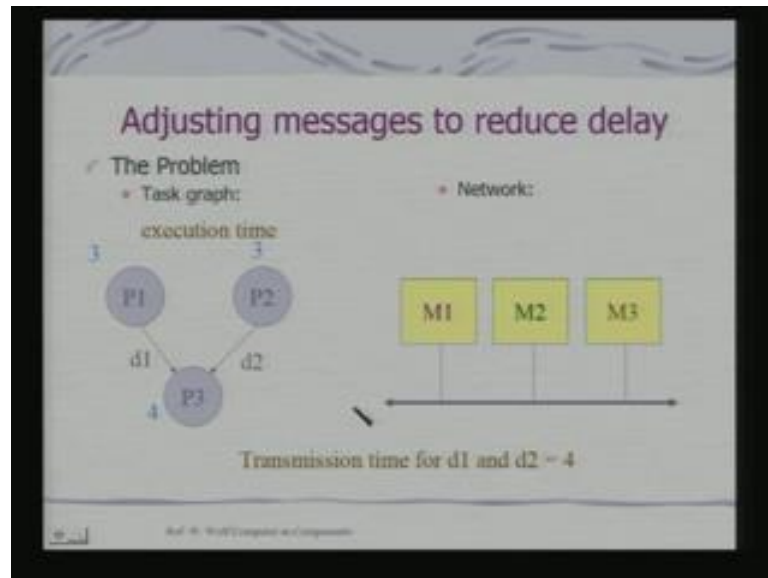 Adjusting messages to reduce delay
The Problem
Task graph:
Network:
execution time
3
3
P1
P2
M1
M2
M3
d1
d2
P3
4
Transmission time for d1 and d2 = 4